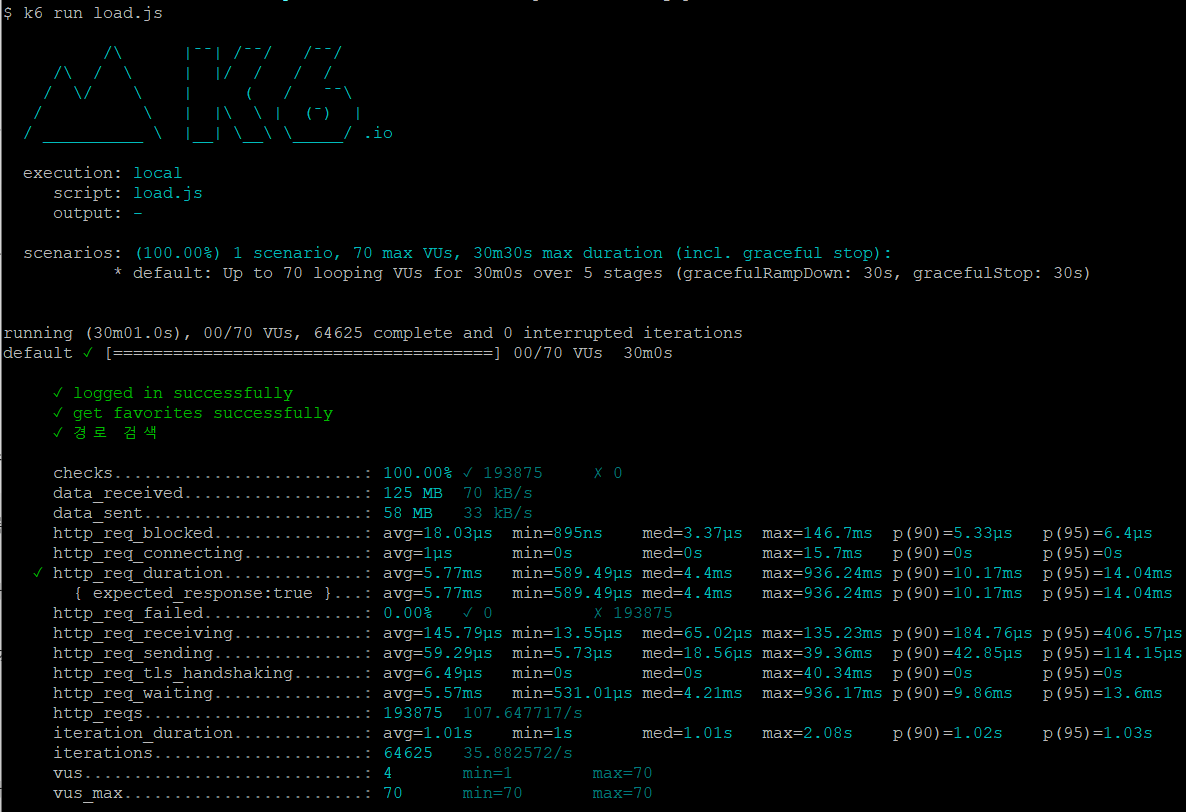 $ k6 run load.js
          /\      |‾‾| /‾‾/   /‾‾/
     /\  /  \     |  |/  /   /  /
    /  \/    \    |     (   /   ‾‾\
   /          \   |  |\  \ |  (‾)  |
  / __________ \  |__| \__\ \_____/ .io
execution: local
script: load.js
output: -
scenarios: (100.00%) 1 scenario, 70 max VUs, 30m30s max duration (incl. graceful stop):
* default: Up to 70 looping VUs for 30m0s over 5 stages (gracefulRampDown: 30s, gracefulStop: 30s)
running (30m01.0s), 00/70 VUs, 64625 complete and 0 interrupted iterations
default ✓ [======================================] 00/70 VUs  30m0s
✓ logged in successfully
✓ get favorites successfully
✓ 경로 검색
checks.........................: 100.00% ✓ 193875     ✗ 0
data_received..................: 125 MB  70 kB/s
data_sent......................: 58 MB   33 kB/s
http_req_blocked...............: avg=18.03µs  min=895ns    med=3.37µs  max=146.7ms  p(90)=5.33µs   p(95)=6.4µs
http_req_connecting............: avg=1µs      min=0s       med=0s      max=15.7ms   p(90)=0s       p(95)=0s
✓ http_req_duration..............: avg=5.77ms   min=589.49µs med=4.4ms   max=936.24ms p(90)=10.17ms  p(95)=14.04ms
{ expected_response:true }...: avg=5.77ms   min=589.49µs med=4.4ms   max=936.24ms p(90)=10.17ms  p(95)=14.04ms
http_req_failed................: 0.00%   ✓ 0          ✗ 193875
http_req_receiving.............: avg=145.79µs min=13.55µs  med=65.02µs max=135.23ms p(90)=184.76µs p(95)=406.57µs
http_req_sending...............: avg=59.29µs  min=5.73µs   med=18.56µs max=39.36ms  p(90)=42.85µs  p(95)=114.15µs
http_req_tls_handshaking.......: avg=6.49µs   min=0s       med=0s      max=40.34ms  p(90)=0s       p(95)=0s
http_req_waiting...............: avg=5.57ms   min=531.01µs med=4.21ms  max=936.17ms p(90)=9.86ms   p(95)=13.6ms
http_reqs......................: 193875  107.647717/s
iteration_duration.............: avg=1.01s    min=1s       med=1.01s   max=2.08s    p(90)=1.02s    p(95)=1.03s
iterations.....................: 64625   35.882572/s
vus............................: 4       min=1        max=70
vus_max........................: 70      min=70       max=70